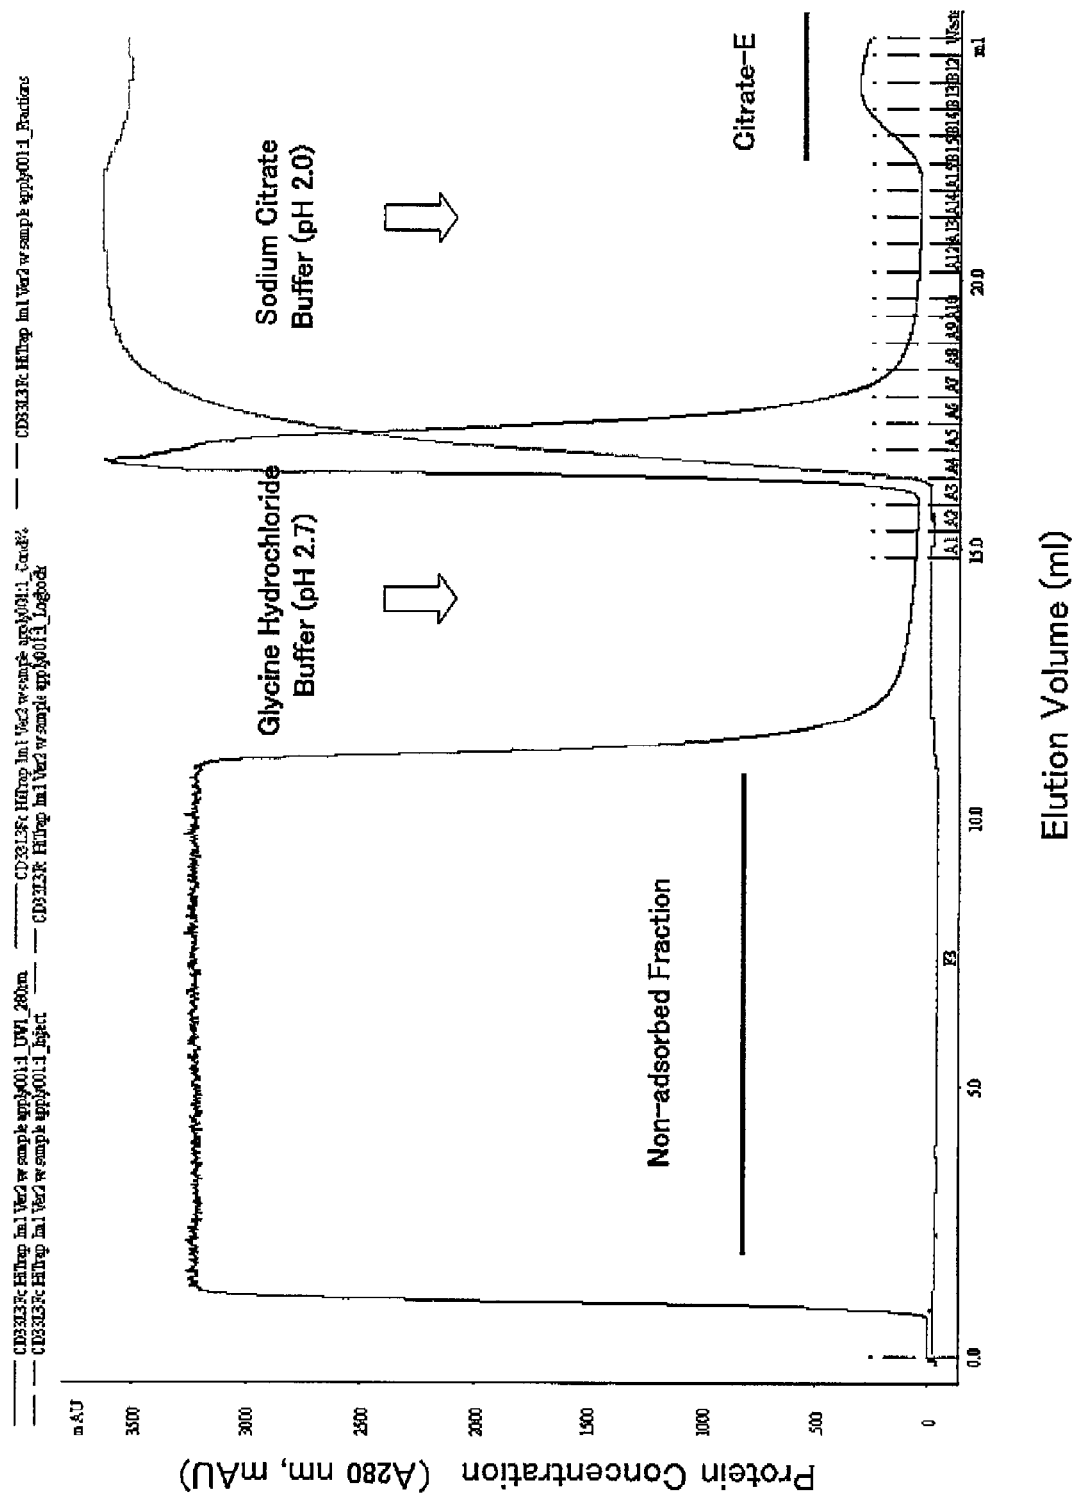 mAU
3500
3000
2500
2000
1500
1000
500
0
Protein Concentration (A280 nm, mAU)
Glycine Hydrochloride
Buffer (pH 2.7)
Sodium Citrate
Buffer (pH 2.0)
Non-adsorbed Fraction
Citrate-E
F3
A1 A2 A3 A4 A5 A6 A7 A8 A9 A10 A12 A13 A14 A15 B15 B14 B13 B12
0.0 5.0 10.0 15.0 20.0 ml
Elution Volume (ml)